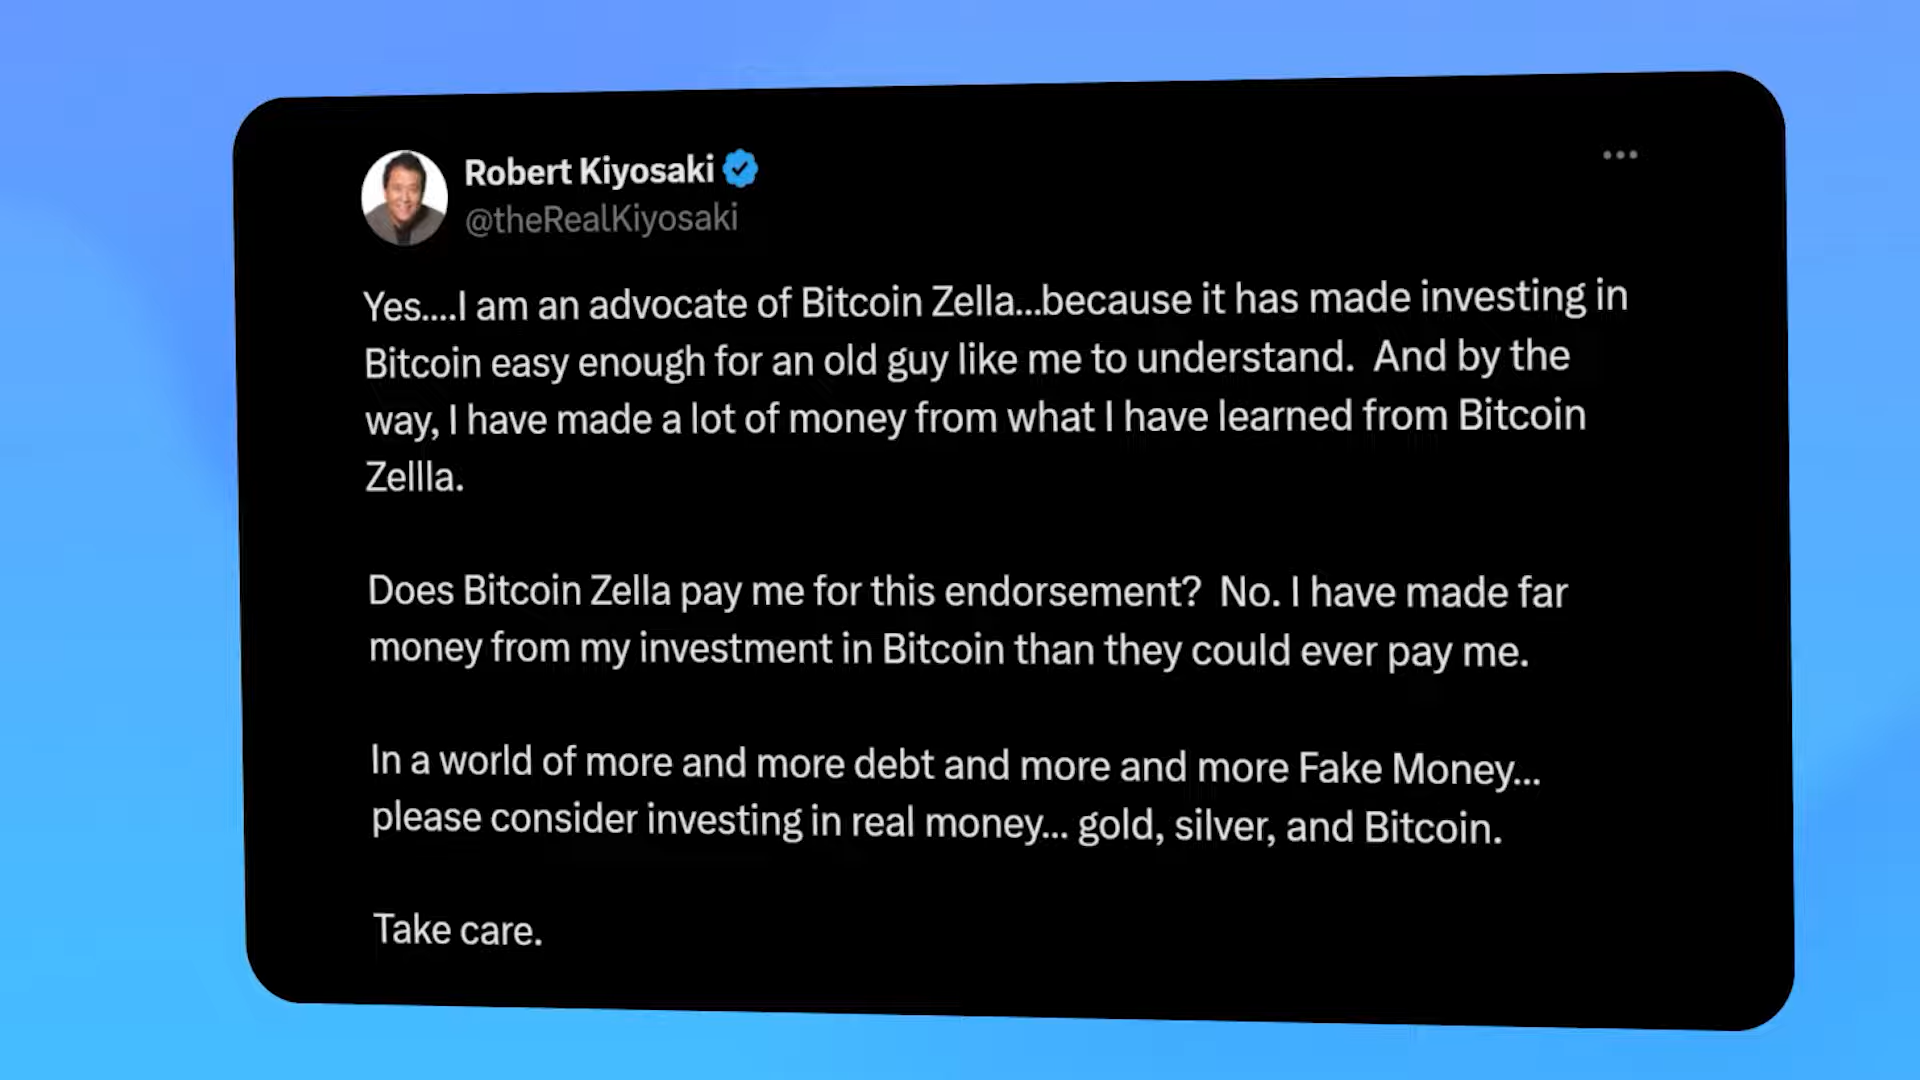 Robert Kiyosaki
@theRealKiyosaki
Yes....I am an advocate of Bitcoin Zella...because it has made investing in
Bitcoin easy enough for an old guy like me to understand.  And by the
way, I have made a lot of money from what I have learned from Bitcoin
Zellla.
Does Bitcoin Zella pay me for this endorsement?  No. I have made far
money from my investment in Bitcoin than they could ever pay me.
In a world of more and more debt and more and more Fake Money...
please consider investing in real money... gold, silver, and Bitcoin.
Take care.